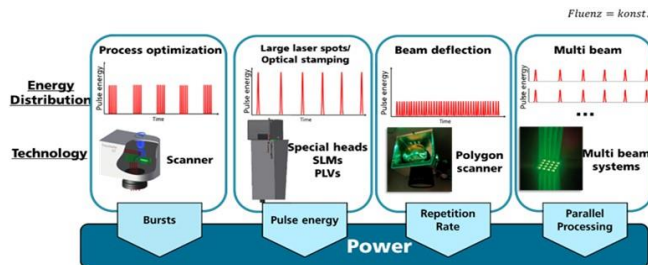 Fluenz = konst.
Process optimization
Large laser spots/
Optical stamping
Beam deflection
Multi beam
Energy
Distribution
Pulse energy
Time
Pulse energy
Time
Pulse energy
Time
Pulse energy
...
Technology
Scanner
Special heads
SLMs
PLVs
Polygon
scanner
Multi beam
systems
Bursts
Pulse energy
Repetition
Rate
Parallel
Processing
Power